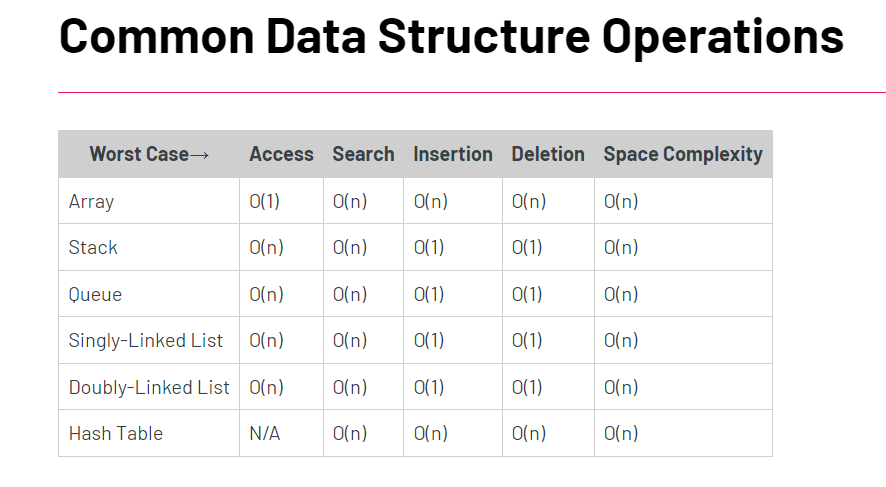 Common Data Structure Operations
Worst Case→ Access Search Insertion Deletion Space Complexity
Array O(1) O(n) O(n) O(n) O(n)
Stack O(n) O(n) O(1) O(1) O(n)
Queue O(n) O(n) O(1) O(1) O(n)
Singly-Linked List O(n) O(n) O(1) O(1) O(n)
Doubly-Linked List O(n) O(n) O(1) O(1) O(n)
Hash Table N/A O(n) O(n) O(n) O(n)